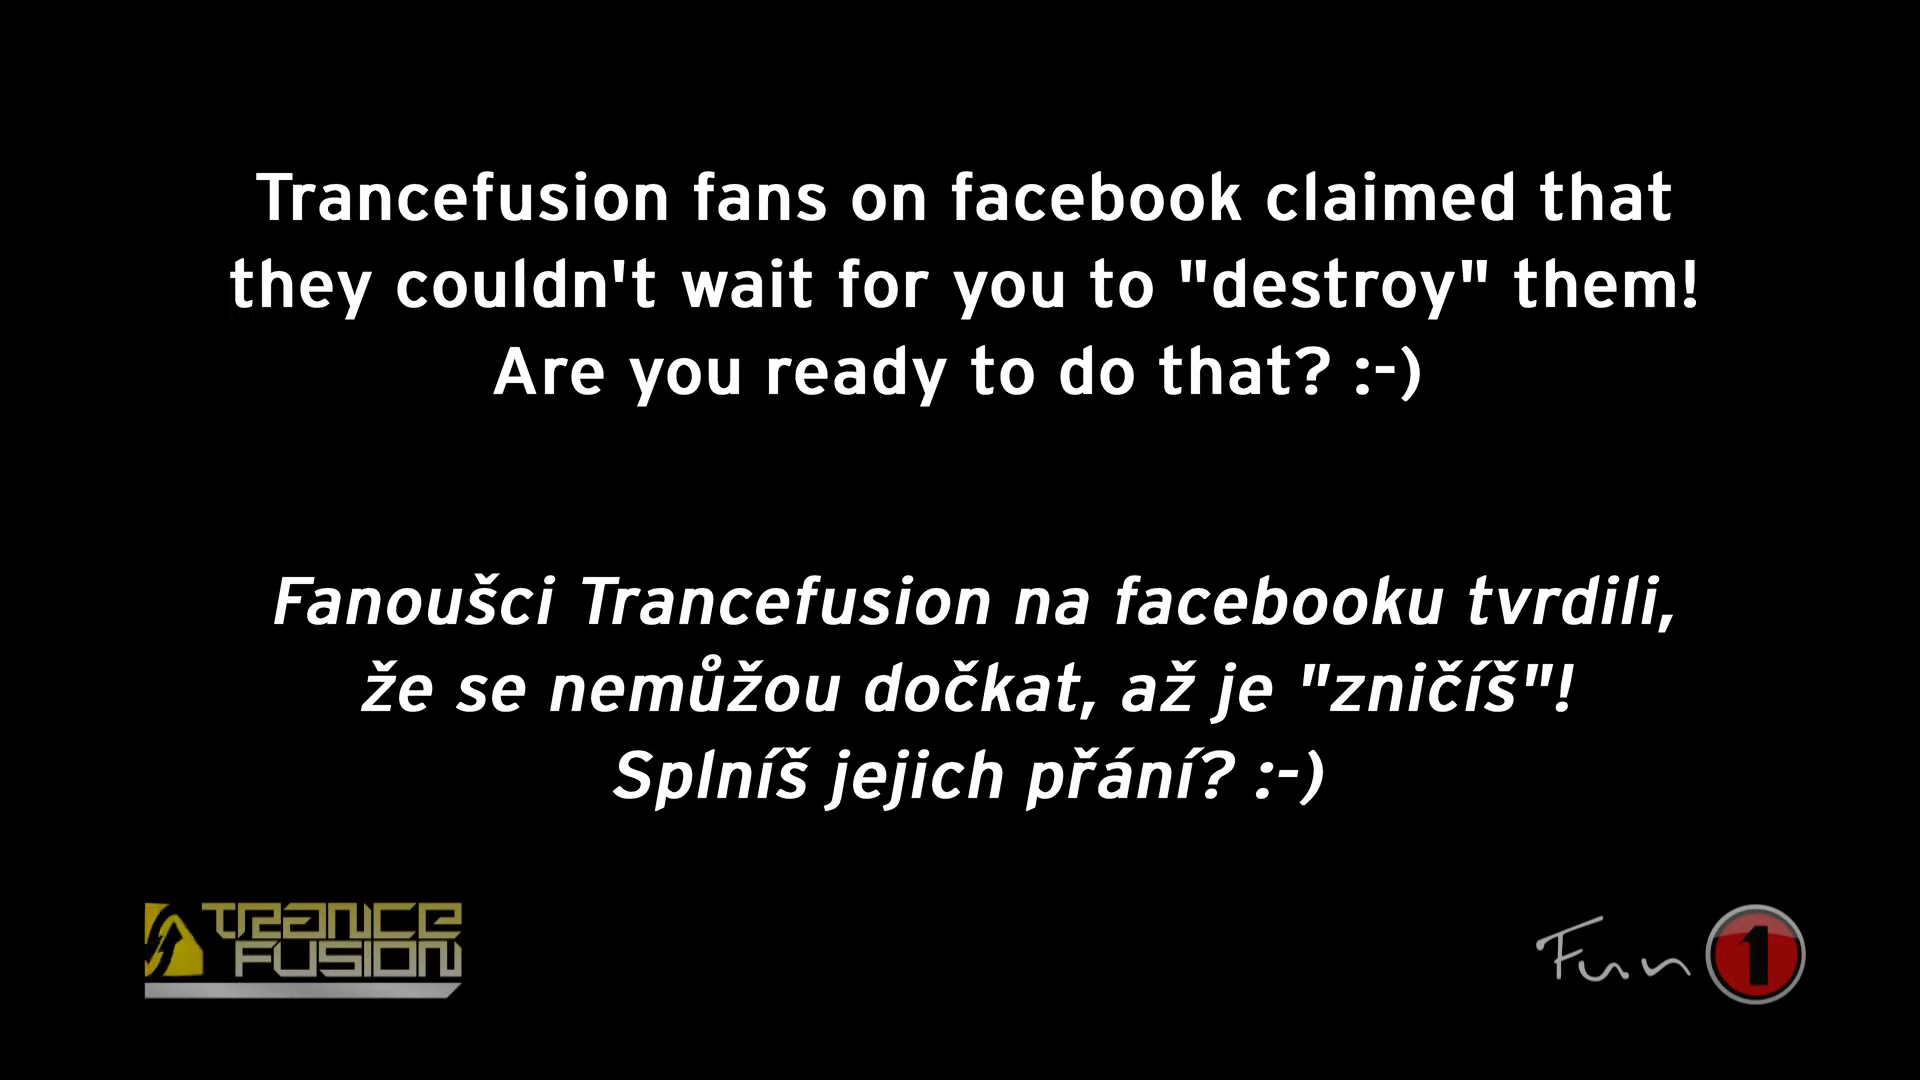 Trancefusion fans on facebook claimed that
they couldn't wait for you to "destroy" them!
Are you ready to do that? :-)
Fanoušci Trancefusion na facebooku tvrdili,
že se nemůžou dočkat, až je "zničíš"!
Splníš jejich přání? :-)
TRANCE
FUSION
Fun 1